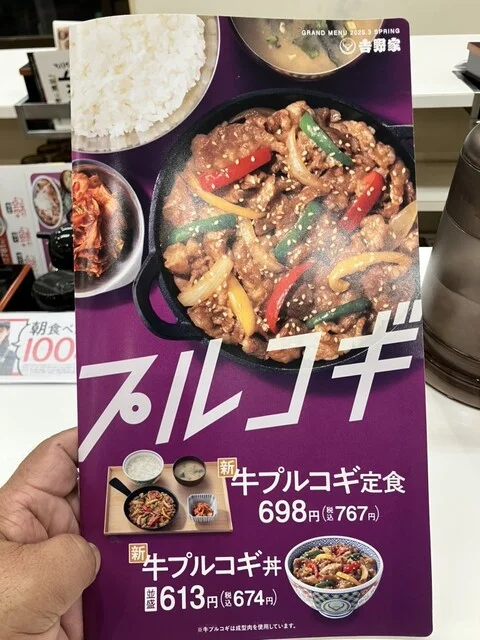 GRAND MENU 2025.3 SPRING
吉野家
朝食べ
100
プルコギ
新 牛プルコギ定食
698円(税込767円)
新 牛プルコギ丼
並盛 613円(税込674円)
※牛プルコギは成型肉を使用しています。